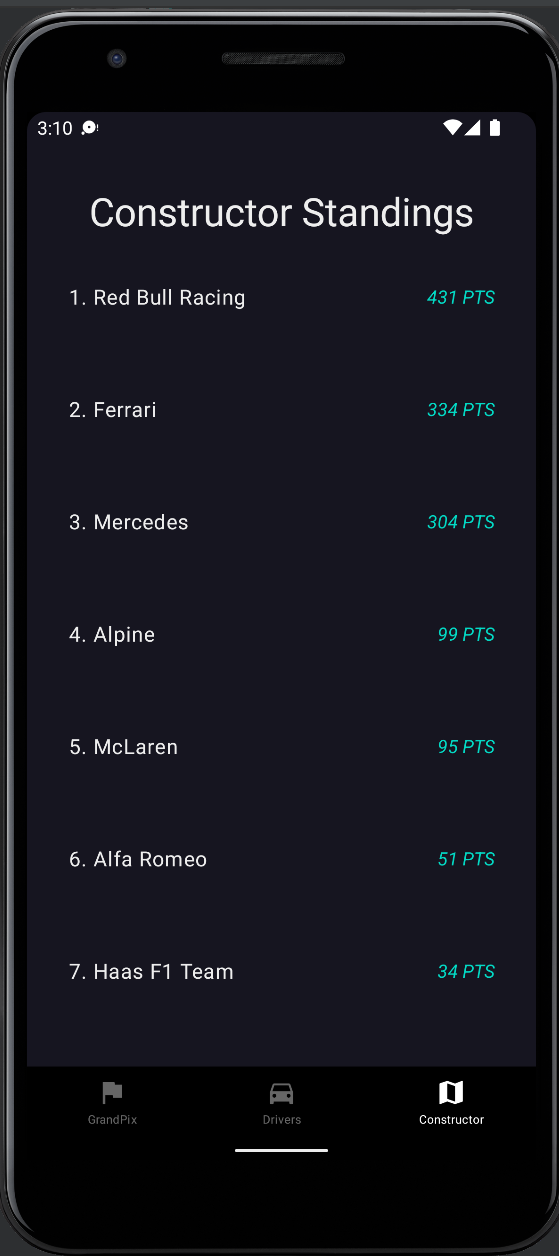 3:10
Constructor Standings
1. Red Bull Racing 431 PTS
2. Ferrari 334 PTS
3. Mercedes 304 PTS
4. Alpine 99 PTS
5. McLaren 95 PTS
6. Alfa Romeo 51 PTS
7. Haas F1 Team 34 PTS
GrandPix Drivers Constructor